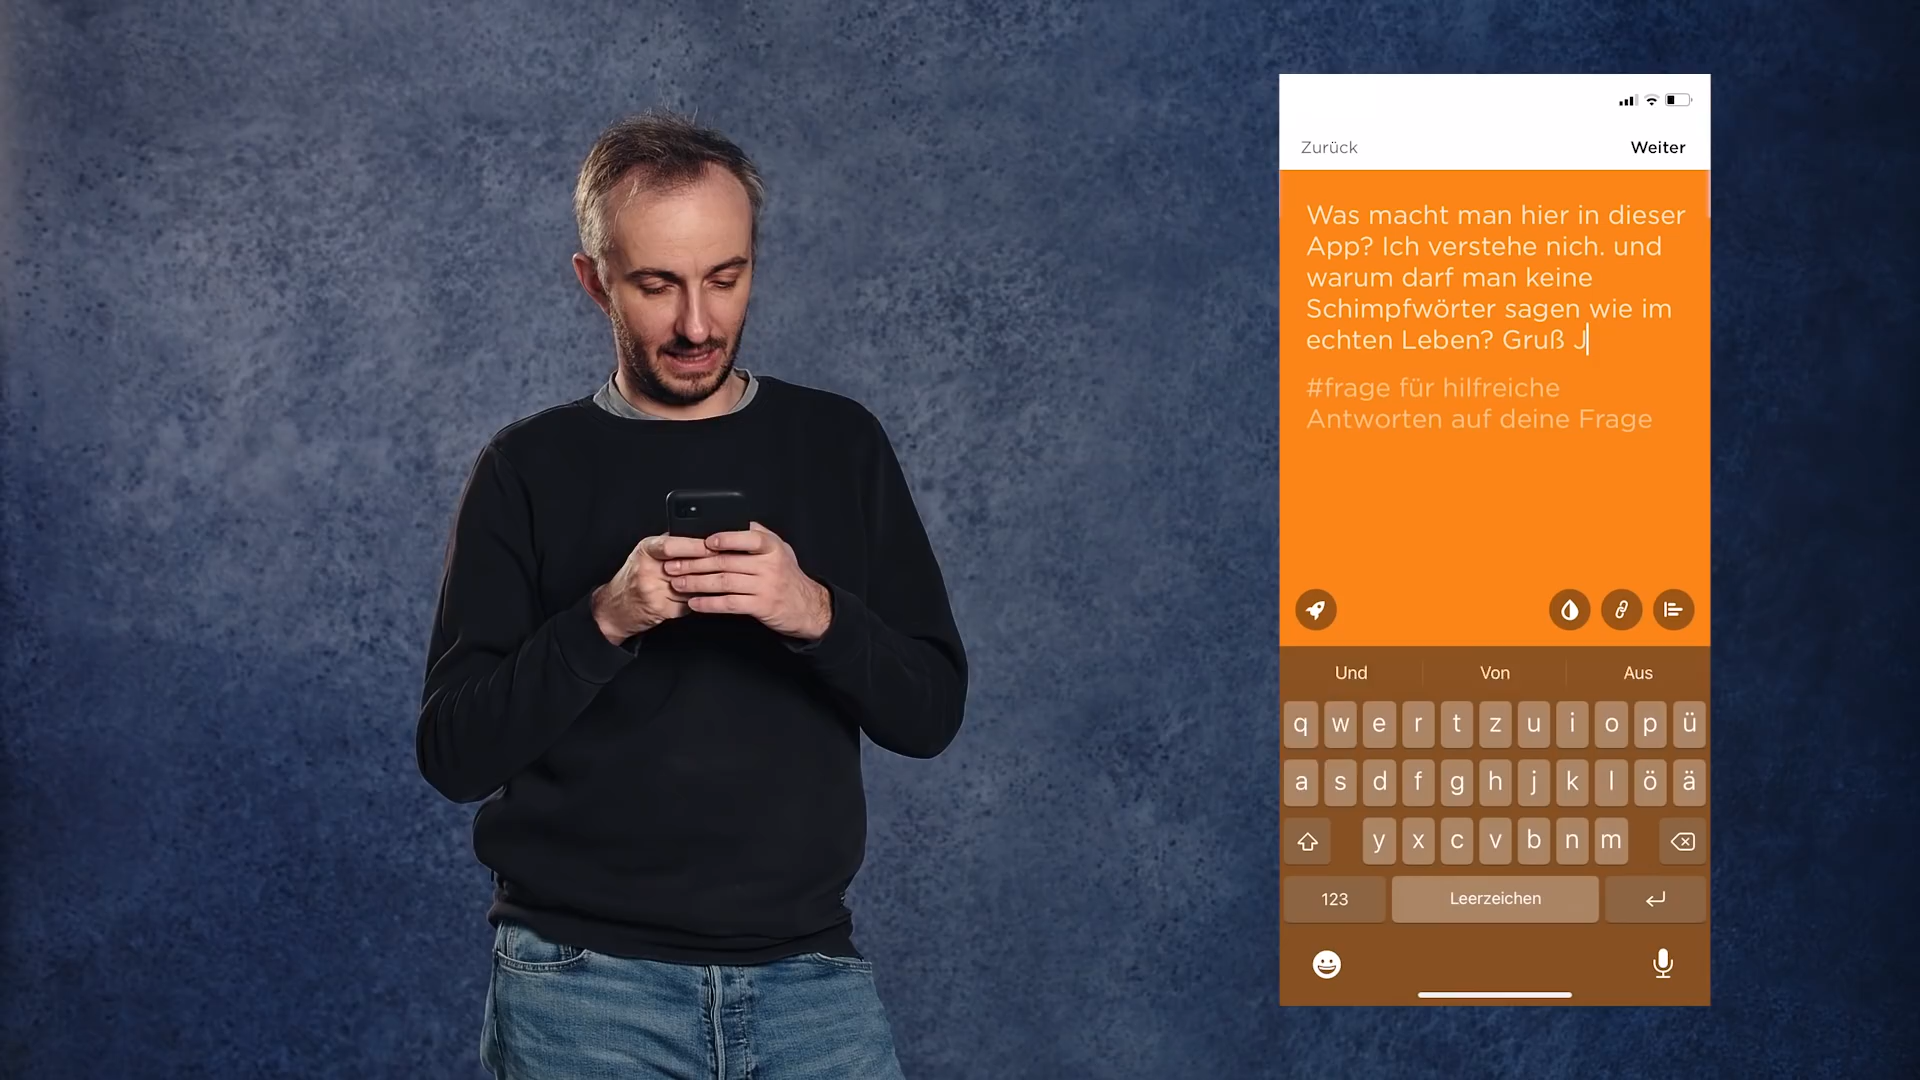 Zurück
Weiter
Was macht man hier in dieser
App? Ich verstehe nich. und
warum darf man keine
Schimpfwörter sagen wie im
echten Leben? Gruß J
#frage für hilfreiche
Antworten auf deine Frage
Und Von Aus
q w e r t z u i o p ü
a s d f g h j k l ö ä
y x c v b n m
123 Leerzeichen